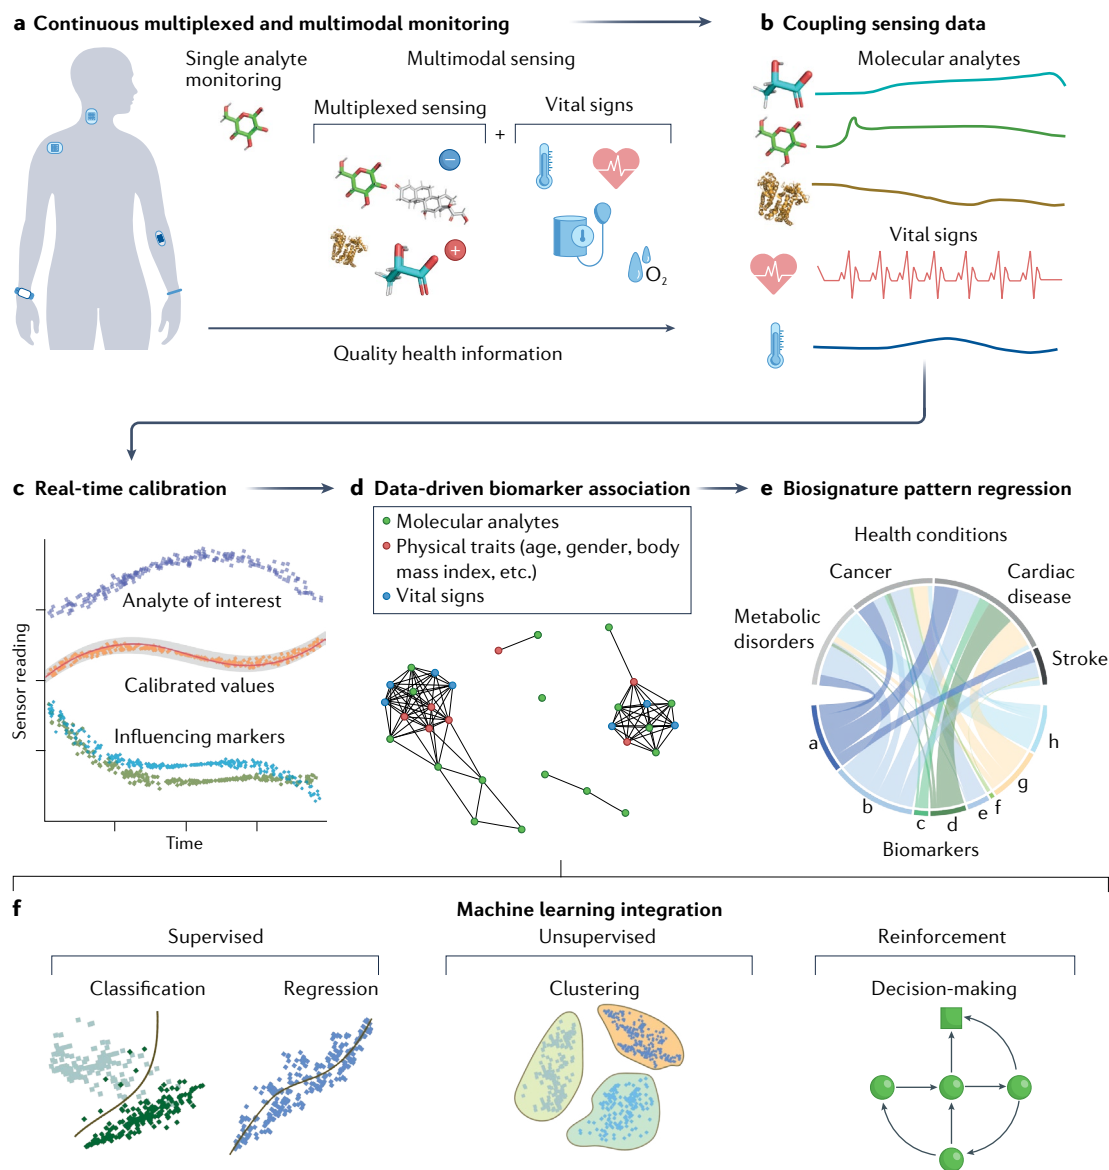 a Continuous multiplexed and multimodal monitoring
Single analyte
monitoring
Multimodal sensing
Multiplexed sensing
+
Vital signs
−
+
O2
Quality health information
b Coupling sensing data
Molecular analytes
Vital signs
c Real-time calibration
Sensor reading
Analyte of interest
Calibrated values
Influencing markers
Time
d Data-driven biomarker association
Molecular analytes
Physical traits (age, gender, body
mass index, etc.)
Vital signs
e Biosignature pattern regression
Health conditions
Cancer
Cardiac
disease
Metabolic
disorders
Stroke
a
b
c
d
e
f
g
h
Biomarkers
f
Machine learning integration
Supervised
Unsupervised
Reinforcement
Classification
Regression
Clustering
Decision-making